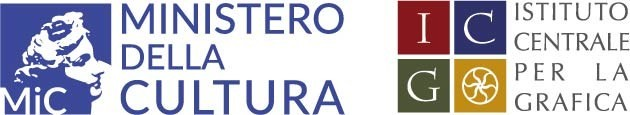 MiC
MINISTERO
DELLA
CULTURA
I C
G
ISTITUTO
CENTRALE
PER LA
GRAFICA